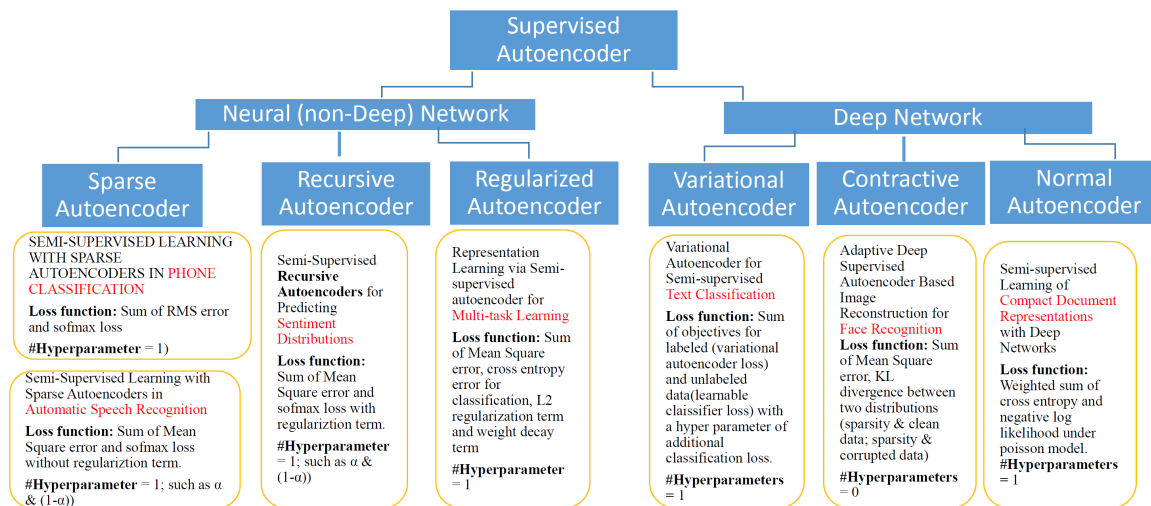 Supervised
Autoencoder
Neural (non-Deep) Network
Deep Network
Sparse
Autoencoder
Recursive
Autoencoder
Regularized
Autoencoder
Variational
Autoencoder
Contractive
Autoencoder
Normal
Autoencoder
SEMI-SUPERVISED LEARNING
WITH SPARSE
AUTOENCODERS IN PHONE
CLASSIFICATION
Loss function: Sum of RMS error
and sofmax loss
#Hyperparameter = 1)
Semi-Supervised Learning with
Sparse Autoencoders in
Automatic Speech Recognition
Loss function: Sum of Mean
Square error and sofmax loss
without regulariztion term.
#Hyperparameter = 1; such as α
& (1-α))
Semi-Supervised
Recursive
Autoencoders for
Predicting
Sentiment
Distributions
Loss function:
Sum of Mean
Square error and
sofmax loss with
regulariztion term.
#Hyperparameter
= 1; such as α &
(1-α))
Representation
Learning via Semi-
supervised
autoencoder for
Multi-task Learning
Loss function: Sum
of Mean Square
error, cross entropy
error for
classification, L2
regularization term
and weight decay
term
#Hyperparameter
= 1
Variational
Autoencoder for
Semi-supervised
Text Classification
Loss function: Sum
of objectives for
labeled (variational
autoencoder loss)
and unlabeled
data(learnable
classifier loss) with
a hyper parameter of
additional
classification loss.
#Hyperparameters
= 1
Adaptive Deep
Supervised
Autoencoder Based
Image
Reconstruction for
Face Recognition
Loss function: Sum
of Mean Square
error, KL
divergence between
two distributions
(sparsity & clean
data; sparsity &
corrupted data)
#Hyperparameters
= 0
Semi-supervised
Learning of
Compact Document
Representations
with Deep
Networks
Loss function:
Weighted sum of
cross entropy and
negative log
likelihood under
poisson model.
#Hyperparameters
= 1